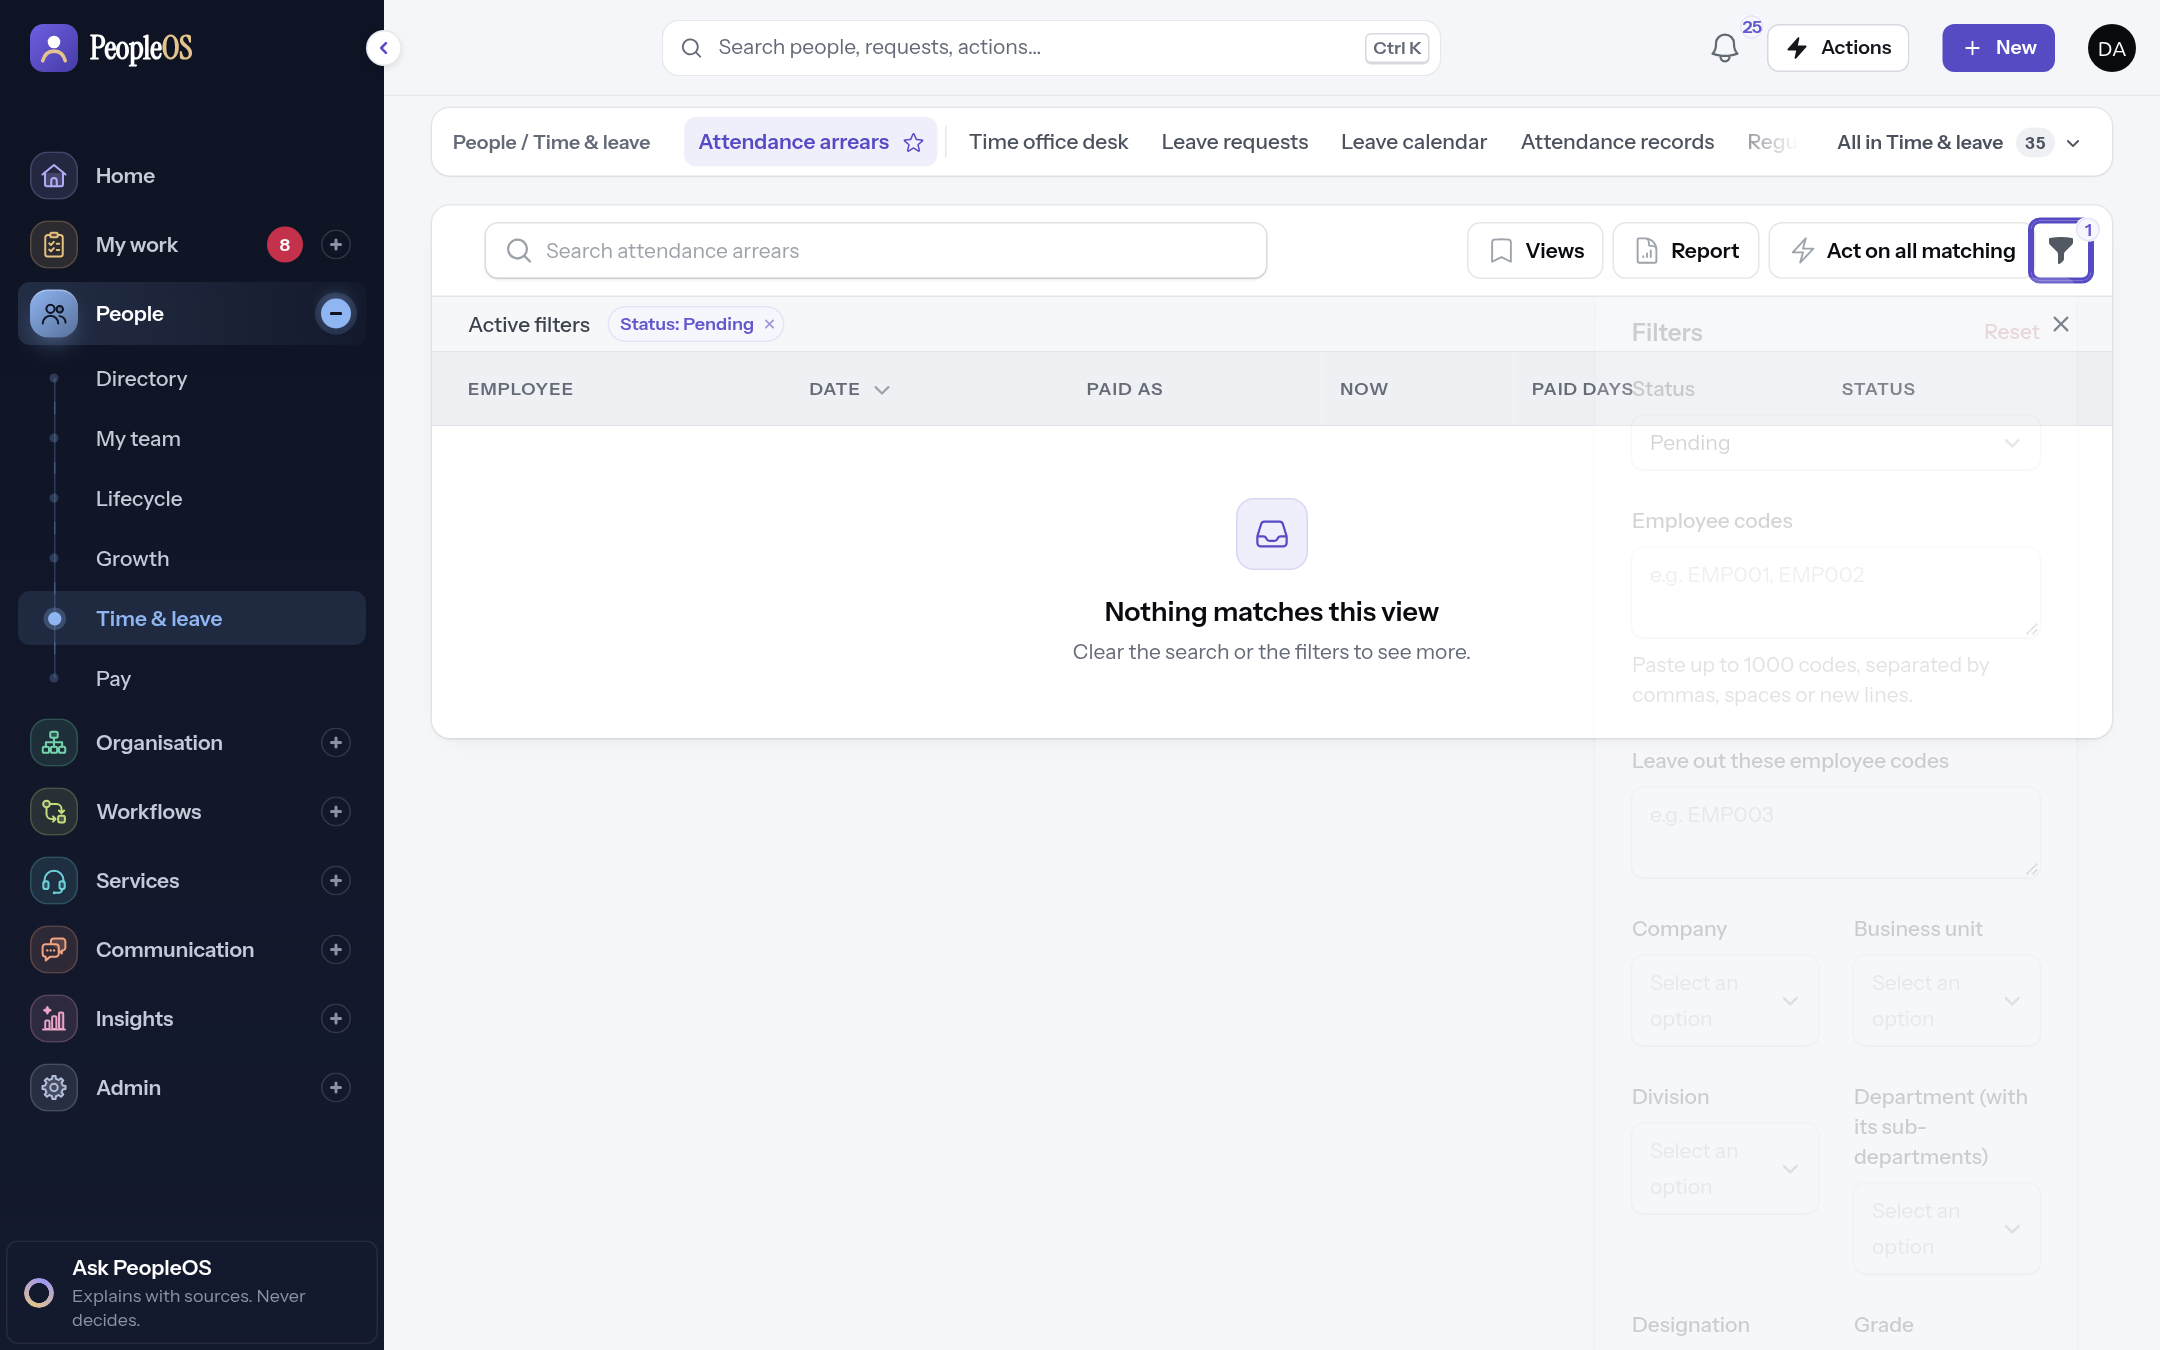 PeopleOS
Search people, requests, actions...
Ctrl K
25
Actions
New
DA
Home
My work
8
People
Directory
My team
Lifecycle
Growth
Time & leave
Pay
Organisation
Workflows
Services
Communication
Insights
Admin
Ask PeopleOS
Explains with sources. Never
decides.
People / Time & leave
Attendance arrears
Time office desk
Leave requests
Leave calendar
Attendance records
Regu
All in Time & leave
35
Search attendance arrears
Views
Report
Act on all matching
1
Active filters
Status: Pending
EMPLOYEE
DATE
PAID AS
NOW
PAID DAYS
STATUS
Nothing matches this view
Clear the search or the filters to see more.
Filters
Reset
Status
Pending
Employee codes
e.g. EMP001, EMP002
Paste up to 1000 codes, separated by
commas, spaces or new lines.
Leave out these employee codes
e.g. EMP003
Company
Select an
option
Business unit
Select an
option
Division
Select an
option
Department (with
its sub-
departments)
Select an
option
Designation
Grade